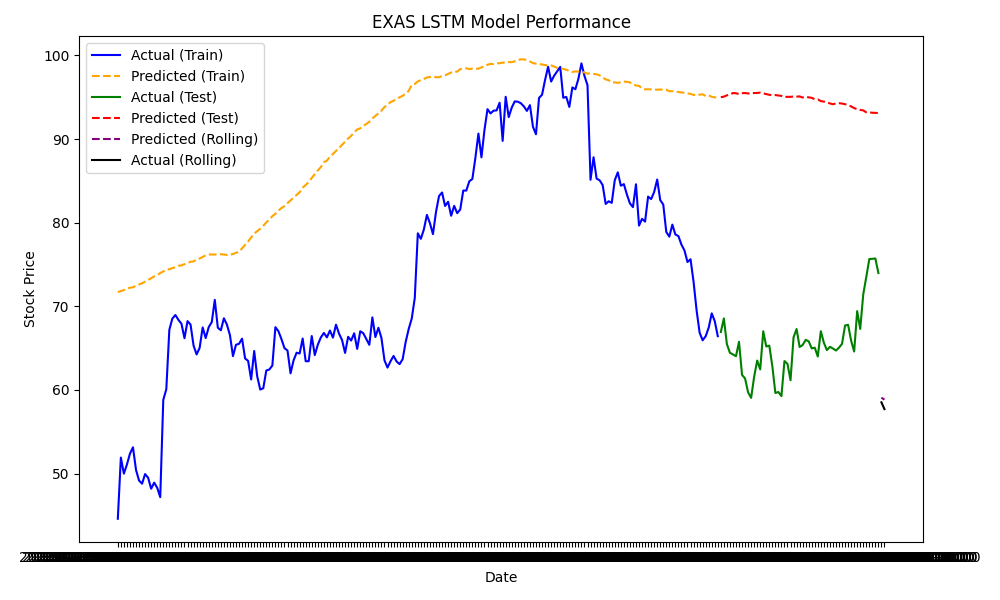 EXAS LSTM Model Performance
Actual (Train)
Predicted (Train)
Actual (Test)
Predicted (Test)
Predicted (Rolling)
Actual (Rolling)
100
90
80
70
60
50
Stock Price
Date